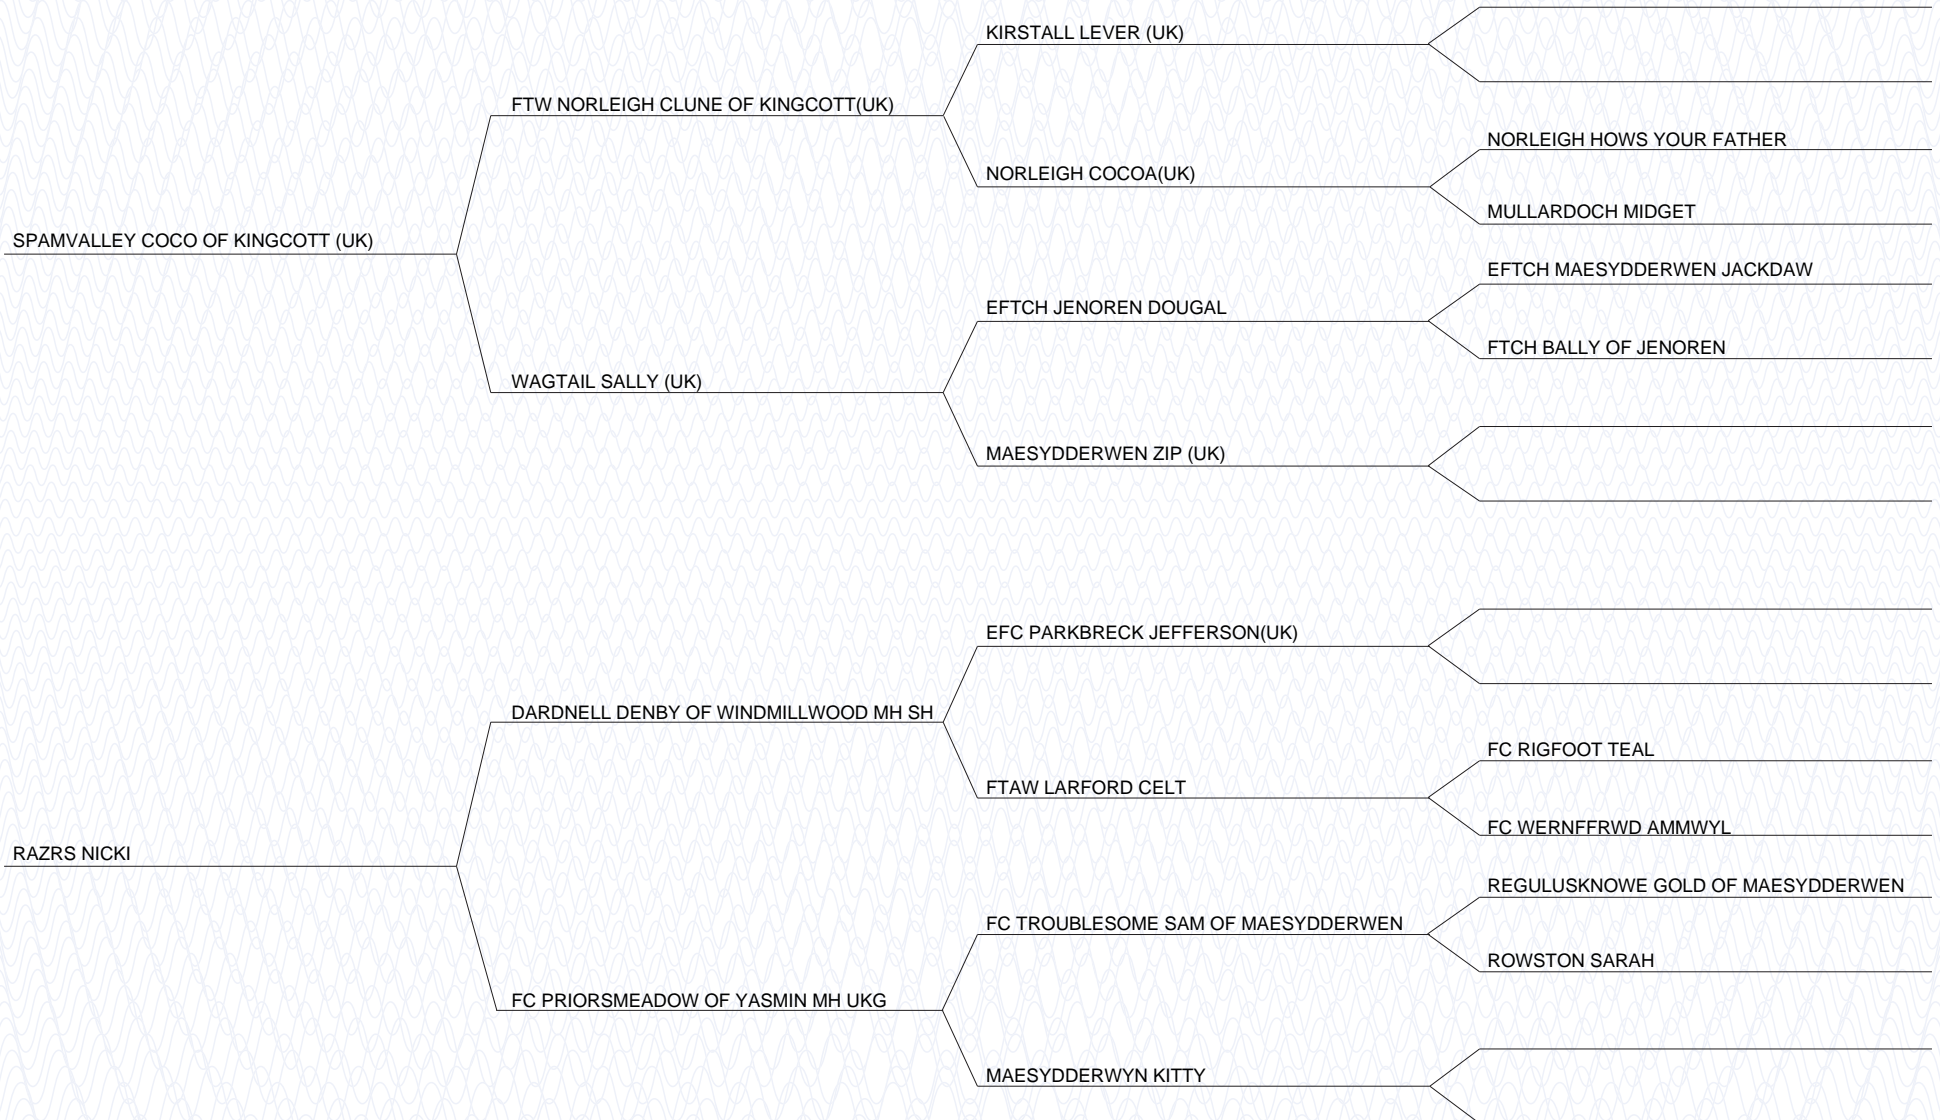 KIRSTALL LEVER (UK)
FTW NORLEIGH CLUNE OF KINGCOTT(UK)
NORLEIGH HOWS YOUR FATHER
NORLEIGH COCOA(UK)
MULLARDOCH MIDGET
SPAMVALLEY COCO OF KINGCOTT (UK)
EFTCH MAESYDDERWEN JACKDAW
EFTCH JENOREN DOUGAL
FTCH BALLY OF JENOREN
WAGTAIL SALLY (UK)
MAESYDDERWEN ZIP (UK)
EFC PARKBRECK JEFFERSON(UK)
DARDNELL DENBY OF WINDMILLWOOD MH SH
FC RIGFOOT TEAL
FTAW LARFORD CELT
FC WERNFFRWD AMMWYL
RAZRS NICKI
REGULUSKNOWE GOLD OF MAESYDDERWEN
FC TROUBLESOME SAM OF MAESYDDERWEN
ROWSTON SARAH
FC PRIORSMEADOW OF YASMIN MH UKG
MAESYDDERWYN KITTY